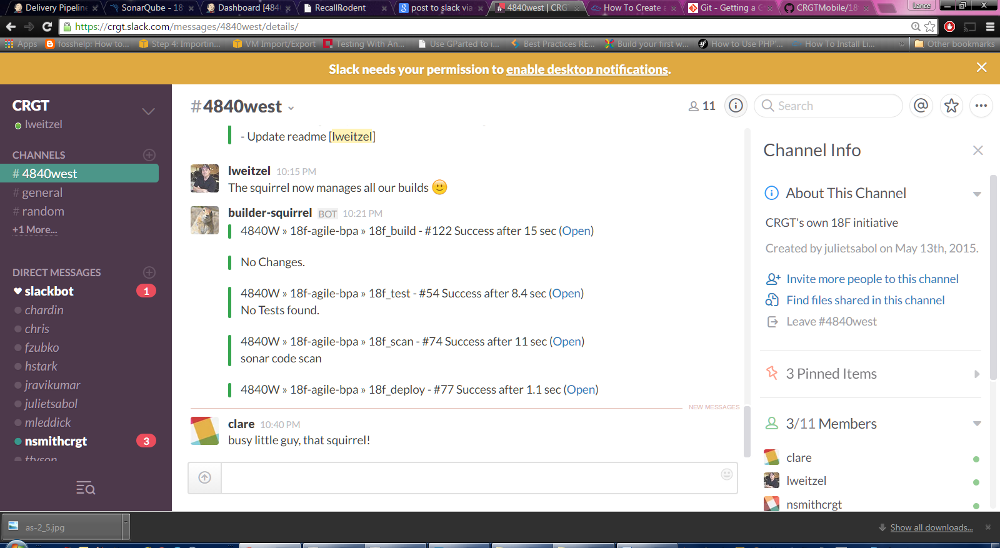 Delivery Pipeline
SonarQube - 18
Dashboard [484
RecallRodent
post to slack via
4840west | CRG
How To Create a
Git - Getting a G
CRGTMobile/18
Lance
https://crgt.slack.com/messages/4840west/details/
Apps
fosshelp: How to...
Step 4: Importin...
VM Import/Export
Testing With An...
Use GParted to i...
Best Practices RE...
Build your first w...
How to Use PHP'...
How To Install Li...
»
Other bookmarks
Slack needs your permission to enable desktop notifications.
CRGT
lweitzel
CHANNELS
# 4840west
# general
# random
+1 More...
DIRECT MESSAGES
slackbot 1
chardin
chris
fzubko
hstark
jravikumar
julietsabol
mleddick
nsmithcrgt 3
ttyson
#4840west
11
Search
- Update readme [lweitzel]
lweitzel 10:15 PM
The squirrel now manages all our builds
builder-squirrel BOT 10:21 PM
4840W » 18f-agile-bpa » 18f_build - #122 Success after 15 sec (Open)
No Changes.
4840W » 18f-agile-bpa » 18f_test - #54 Success after 8.4 sec (Open)
No Tests found.
4840W » 18f-agile-bpa » 18f_scan - #74 Success after 11 sec (Open)
sonar code scan
4840W » 18f-agile-bpa » 18f_deploy - #77 Success after 1.1 sec (Open)
NEW MESSAGES
clare 10:40 PM
busy little guy, that squirrel!
Channel Info
About This Channel
CRGT's own 18F initiative
Created by julietsabol on May 13th, 2015.
Invite more people to this channel
Find files shared in this channel
Leave #4840west
3 Pinned Items
3/11 Members
clare
lweitzel
nsmithcrgt
as-2_5.jpg
Show all downloads...